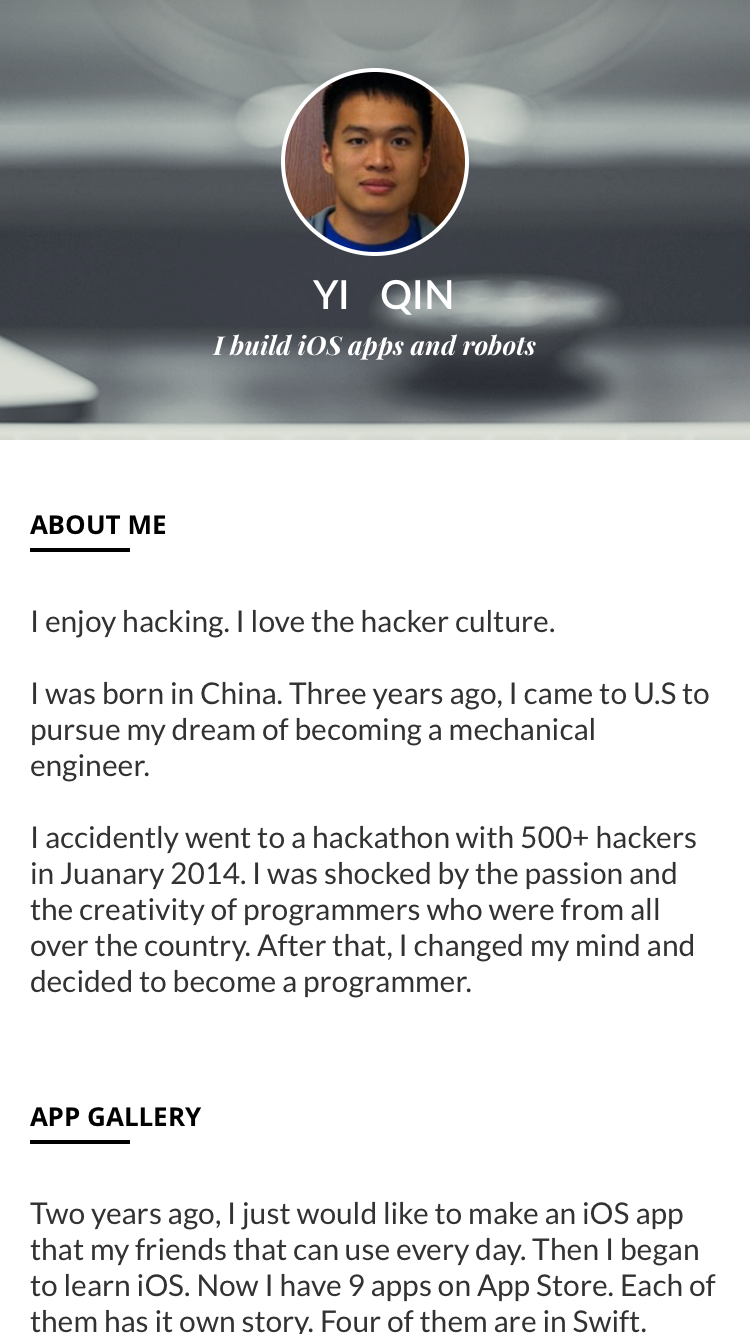 YI QIN
I build iOS apps and robots
ABOUT ME
I enjoy hacking. I love the hacker culture.
I was born in China. Three years ago, I came to U.S to
pursue my dream of becoming a mechanical
engineer.
I accidently went to a hackathon with 500+ hackers
in Juanary 2014. I was shocked by the passion and
the creativity of programmers who were from all
over the country. After that, I changed my mind and
decided to become a programmer.
APP GALLERY
Two years ago, I just would like to make an iOS app
that my friends that can use every day. Then I began
to learn iOS. Now I have 9 apps on App Store. Each of
them has it own story. Four of them are in Swift.